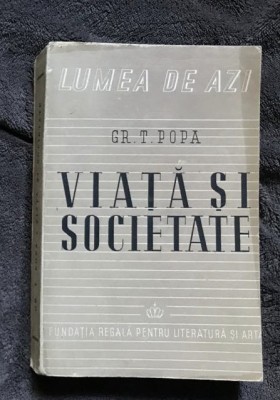 LUMEA DE AZI
GR. T. POPA
VIAȚĂ ȘI
SOCIETATE
FUNDAȚIA REGALĂ PENTRU LITERATURĂ ȘI ARTĂ